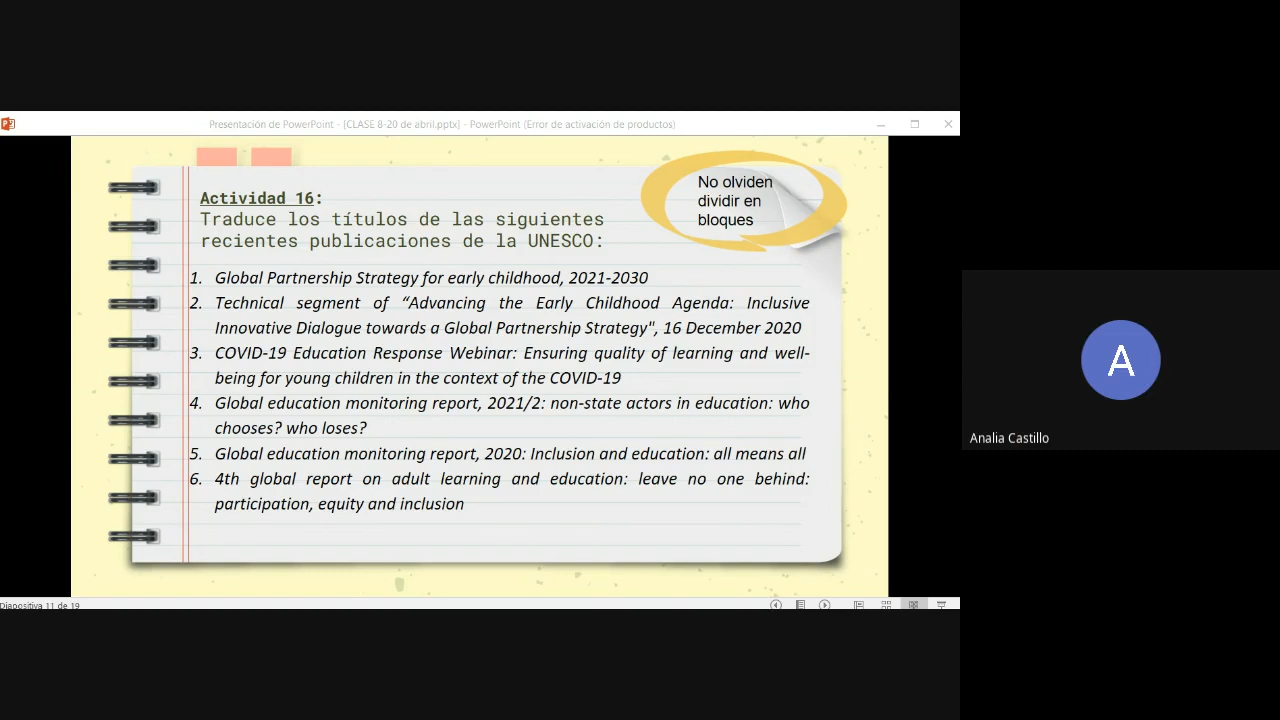 Presentación de PowerPoint - [CLASE 8-20 de abril.pptx] - PowerPoint (Error de activación de productos)
No olviden
dividir en
bloques
Actividad 16:
Traduce los títulos de las siguientes
recientes publicaciones de la UNESCO:
1. Global Partnership Strategy for early childhood, 2021-2030
2. Technical segment of “Advancing the Early Childhood Agenda: Inclusive
Innovative Dialogue towards a Global Partnership Strategy", 16 December 2020
3. COVID-19 Education Response Webinar: Ensuring quality of learning and well-
being for young children in the context of the COVID-19
4. Global education monitoring report, 2021/2: non-state actors in education: who
chooses? who loses?
5. Global education monitoring report, 2020: Inclusion and education: all means all
6. 4th global report on adult learning and education: leave no one behind:
participation, equity and inclusion
Diapositiva 11 de 19
A
Analia Castillo